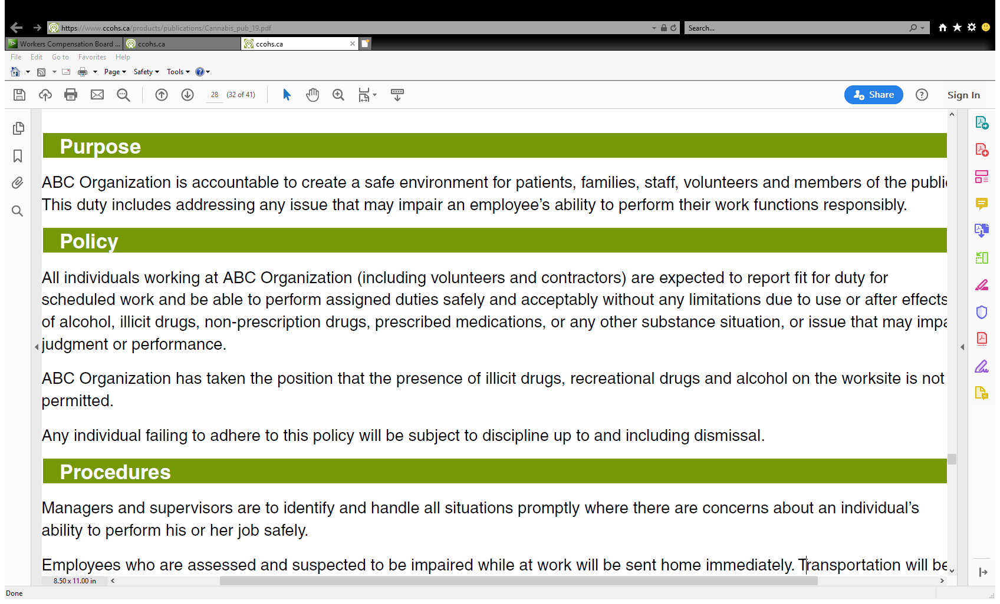 https://www.ccohs.ca/products/publications/Cannabis_pub_19.pdf
Search...
Workers Compensation Board ...
ccohs.ca
ccohs.ca
File Edit Go to Favorites Help
Page Safety Tools
28 (32 of 41)
Share
Sign In
Purpose
ABC Organization is accountable to create a safe environment for patients, families, staff, volunteers and members of the public
This duty includes addressing any issue that may impair an employee’s ability to perform their work functions responsibly.
Policy
All individuals working at ABC Organization (including volunteers and contractors) are expected to report fit for duty for
scheduled work and be able to perform assigned duties safely and acceptably without any limitations due to use or after effects
of alcohol, illicit drugs, non-prescription drugs, prescribed medications, or any other substance situation, or issue that may impa
judgment or performance.
ABC Organization has taken the position that the presence of illicit drugs, recreational drugs and alcohol on the worksite is not
permitted.
Any individual failing to adhere to this policy will be subject to discipline up to and including dismissal.
Procedures
Managers and supervisors are to identify and handle all situations promptly where there are concerns about an individual’s
ability to perform his or her job safely.
Employees who are assessed and suspected to be impaired while at work will be sent home immediately. Transportation will be
8.50 x 11.00 in
Done